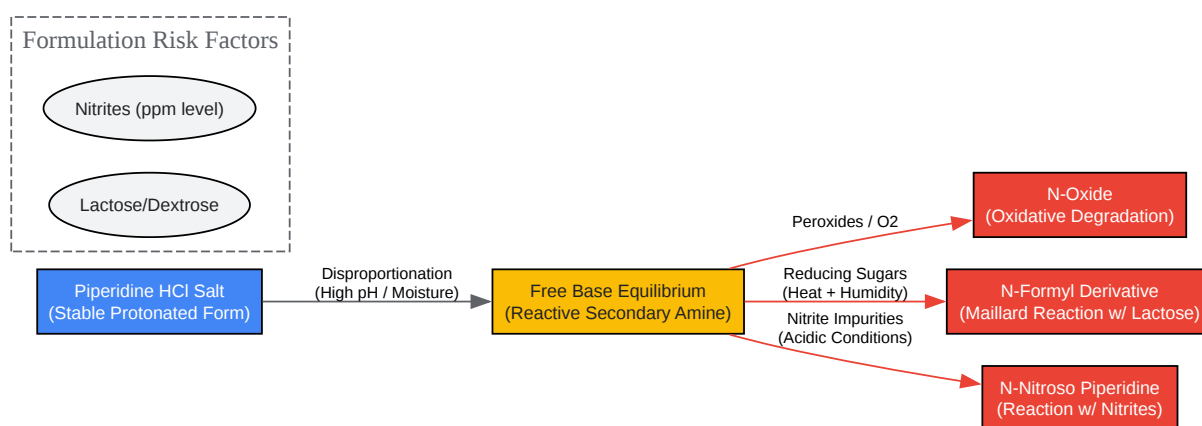 Formulation Risk Factors
Nitrites (ppm level)
Lactose/Dextrose
Piperidine HCl Salt
(Stable Protonated Form)
Disproportionation
(High pH / Moisture)
Free Base Equilibrium
(Reactive Secondary Amine)
Peroxides / O2
Reducing Sugars
(Heat + Humidity)
Nitrite Impurities
(Acidic Conditions)
N-Oxide
(Oxidative Degradation)
N-Formyl Derivative
(Maillard Reaction w/ Lactose)
N-Nitroso Piperidine
(Reaction w/ Nitrites)